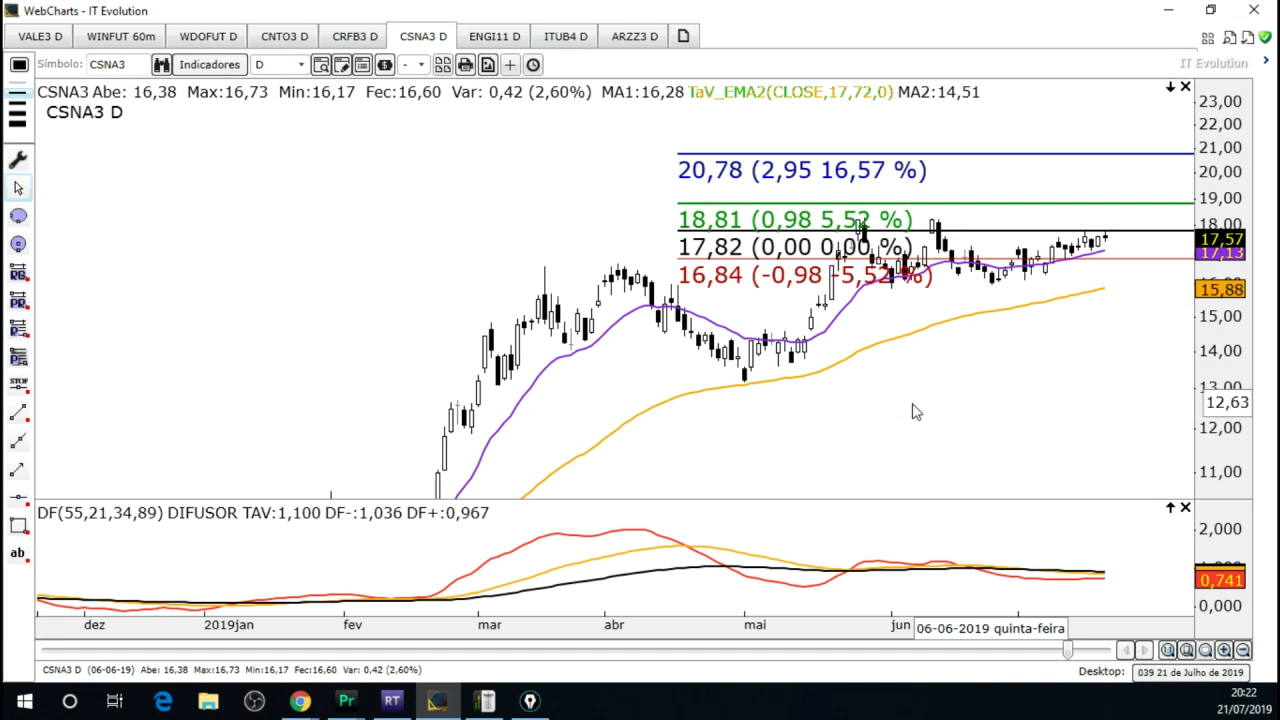 WebCharts - IT Evolution
VALE3 D
WINFUT 60m
WDOFUT D
CNTO3 D
CRFB3 D
CSNA3 D
ENGI11 D
ITUB4 D
ARZZ3 D
Símbolo:
CSNA3
Indicadores
D
-
IT Evolution
CSNA3 Abe: 16,38 Max:16,73 Min:16,17 Fec:16,60 Var: 0,42 (2,60%) MA1:16,28 TaV_EMA2(CLOSE,17,72,0) MA2:14,51
CSNA3 D
20,78 (2,95 16,57 %)
18,81 (0,98 5,52 %)
17,82 (0,00 0,00 %)
16,84 (-0,98 -5,52 %)
23,00
22,00
21,00
20,00
19,00
18,00
17,57
17,13
15,88
15,00
14,00
13,00
12,63
12,00
11,00
RG
PR
STOP
ab
DF(55,21,34,89) DIFUSOR TAV:1,100 DF-:1,036 DF+:0,967
2,000
0,741
0,000
dez
2019jan
fev
mar
abr
mai
jun
06-06-2019 quinta-feira
CSNA3 D (06-06-19) Abe: 16,38 Max:16,73 Min:16,17 Fec:16,60 Var: 0,42 (2,60%)
Desktop:
039 21 de Julho de 2019
Pr
RT
20:22
21/07/2019